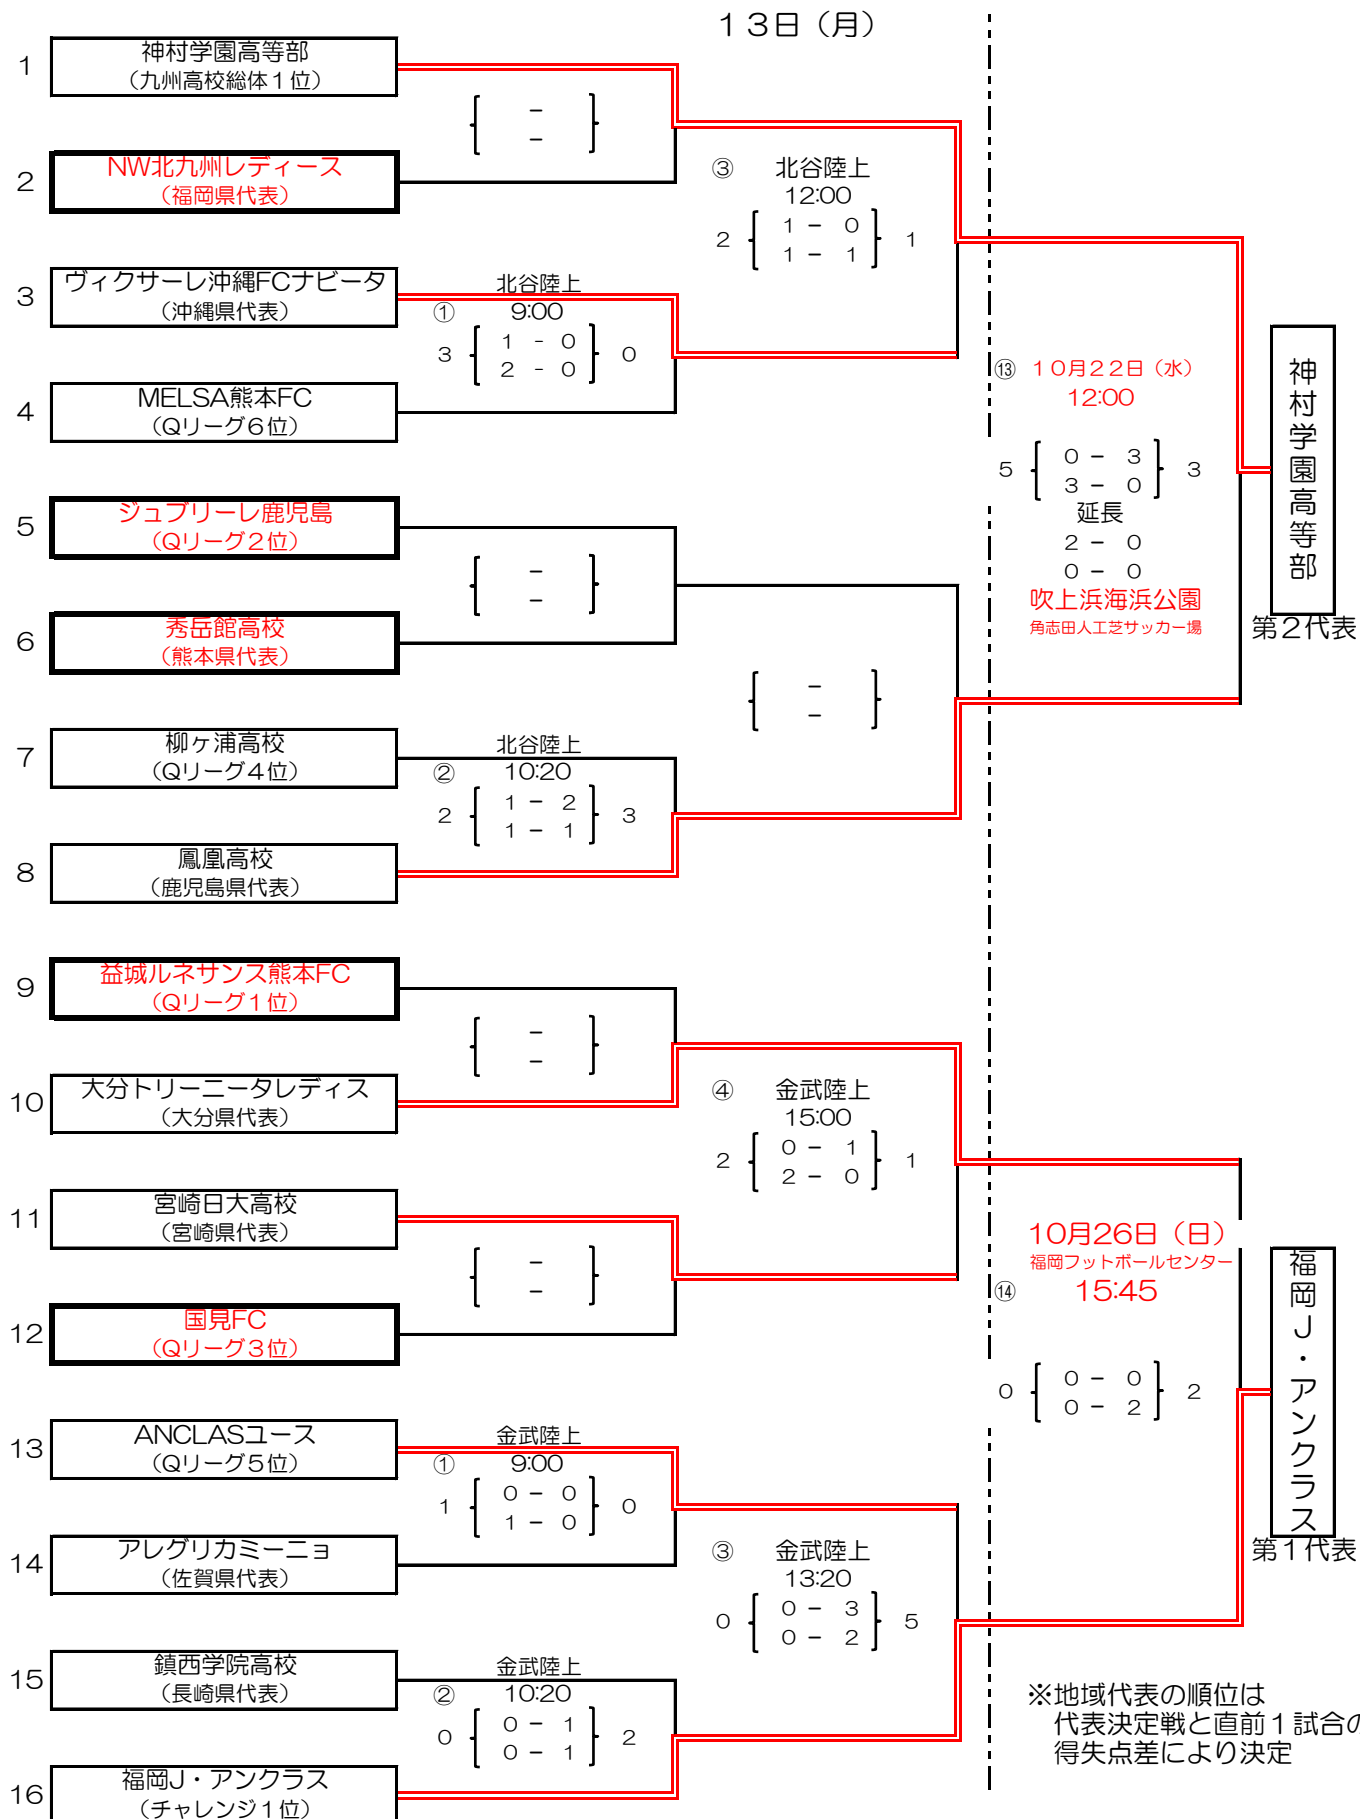 13日（月）
1
神村学園高等部
（九州高校総体１位）
－
－
2
NW北九州レディース
（福岡県代表）
③ 北谷陸上
12:00
2 1 － 0 1
1 － 1
3
ヴィクサーレ沖縄FCナビータ
（沖縄県代表）
北谷陸上
① 9:00
3 1 - 0 0
2 - 0
4
MELSA熊本FC
（Qリーグ６位）
⑬ １０月２２日（水）
12:00
5 0 － 3 3
3 － 0
延長
2 － 0
0 － 0
吹上浜海浜公園
角志田人工芝サッカー場
神村学園高等部
第２代表
5
ジュブリーレ鹿児島
（Qリーグ２位）
－
－
6
秀岳館高校
（熊本県代表）
－
－
7
柳ヶ浦高校
（Qリーグ４位）
北谷陸上
② 10:20
2 1 － 2 3
1 － 1
8
鳳凰高校
（鹿児島県代表）
9
益城ルネサンス熊本FC
（Qリーグ１位）
－
－
10
大分トリーニータレディス
（大分県代表）
④ 金武陸上
15:00
2 0 － 1 1
2 － 0
11
宮崎日大高校
（宮崎県代表）
－
－
12
国見FC
（Qリーグ３位）
10月26日（日）
福岡フットボールセンター
⑭ 15:45
0 0 － 0 2
0 － 2
福岡J・アンクラス
第１代表
13
ANCLASユース
（Qリーグ５位）
金武陸上
① 9:00
1 0 － 0 0
1 － 0
14
アレグリカミーニョ
（佐賀県代表）
③ 金武陸上
13:20
0 0 － 3 5
0 － 2
15
鎮西学院高校
（長崎県代表）
金武陸上
② 10:20
0 0 － 1 2
0 － 1
16
福岡J・アンクラス
（チャレンジ１位）
※地域代表の順位は
代表決定戦と直前１試合の
得失点差により決定